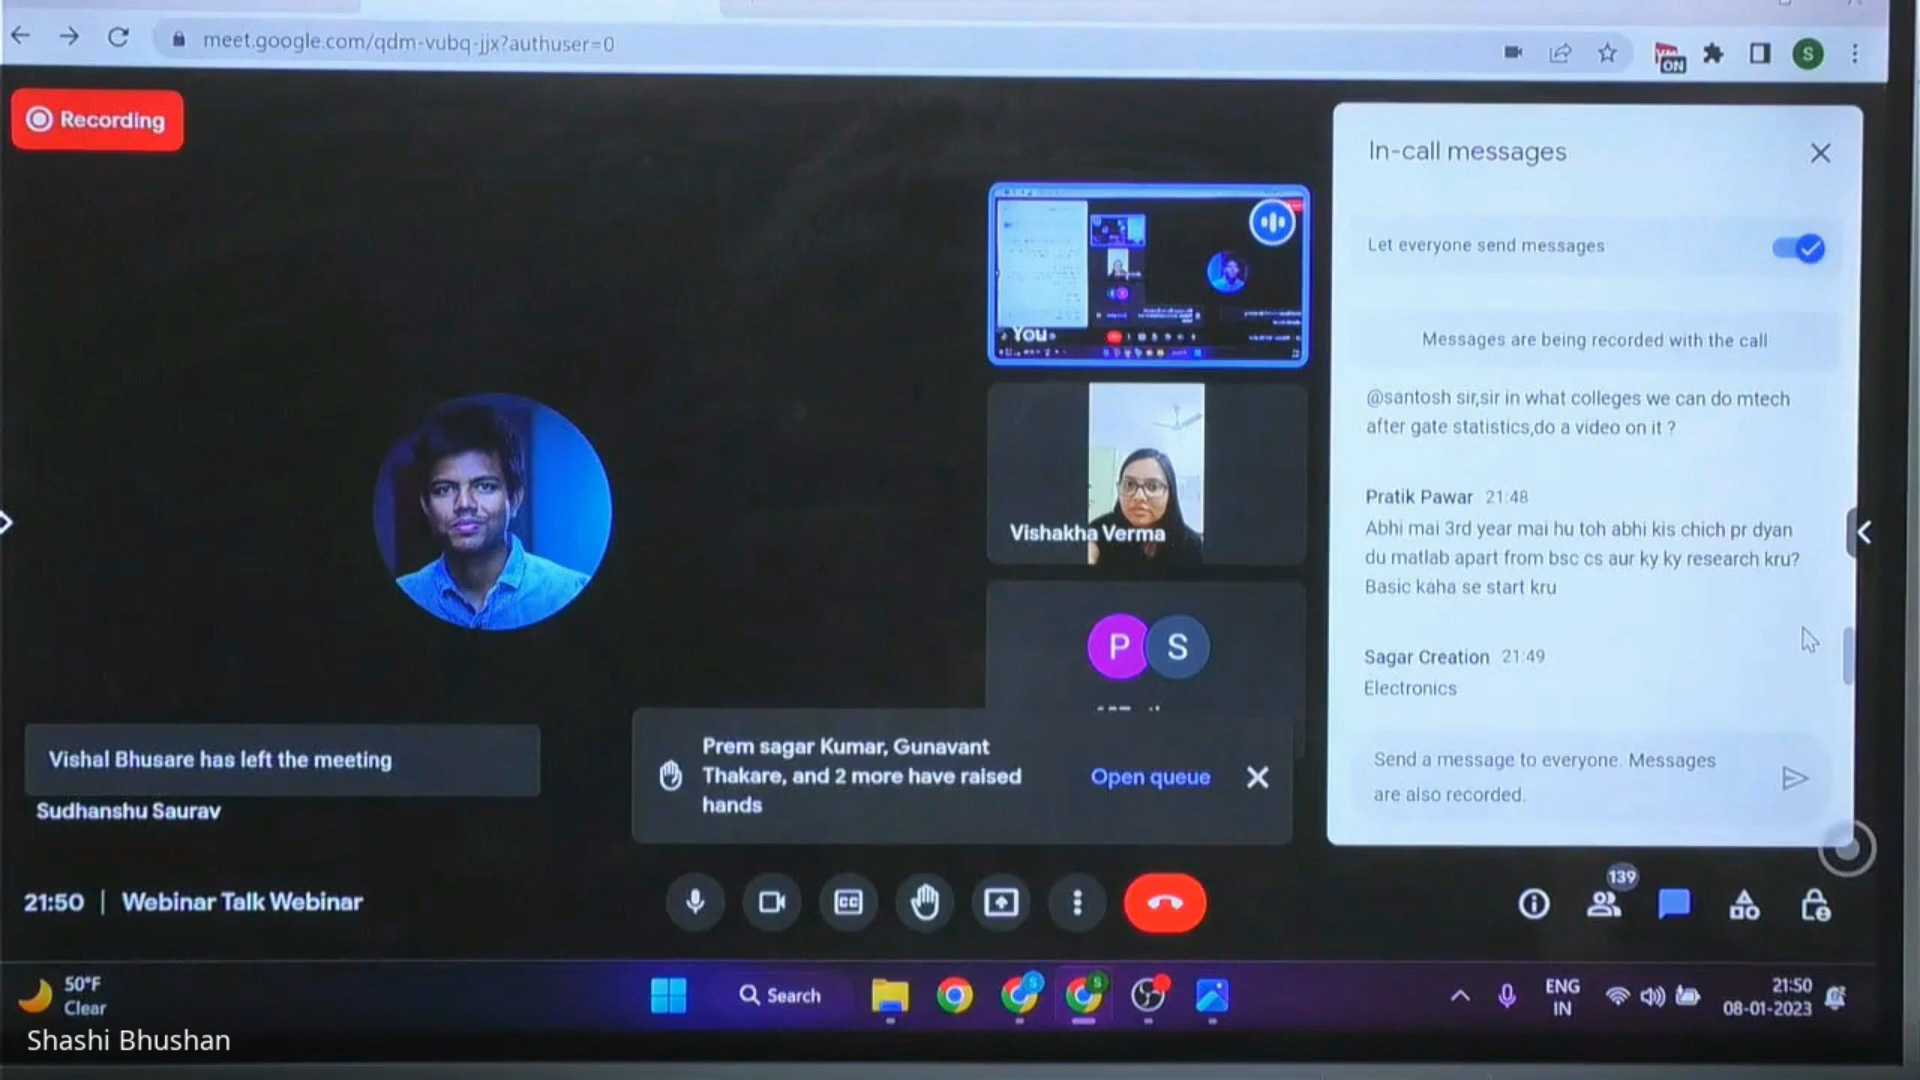 meet.google.com/qdm-vubq-jjx?authuser=0
ON
S
Recording
In-call messages
Let everyone send messages
Messages are being recorded with the call
@santosh sir,sir in what colleges we can do mtech
after gate statistics,do a video on it ?
Pratik Pawar 21:48
Abhi mai 3rd year mai hu toh abhi kis chich pr dyan
du matlab apart from bsc cs aur ky ky research kru?
Basic kaha se start kru
Sagar Creation 21:49
Electronics
Send a message to everyone. Messages
are also recorded.
You
Vishakha Verma
P
S
Vishal Bhusare has left the meeting
Sudhanshu Saurav
Prem sagar Kumar, Gunavant
Thakare, and 2 more have raised
hands
Open queue
21:50 | Webinar Talk Webinar
CC
139
50°F
Clear
Search
S
S
ENG
IN
21:50
08-01-2023
Shashi Bhushan